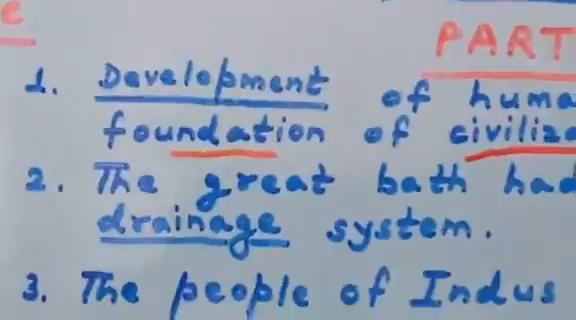 e
PART
1. Development of huma
foundation of civiliza
2. The great bath had
drainage system.
3. The people of Indus